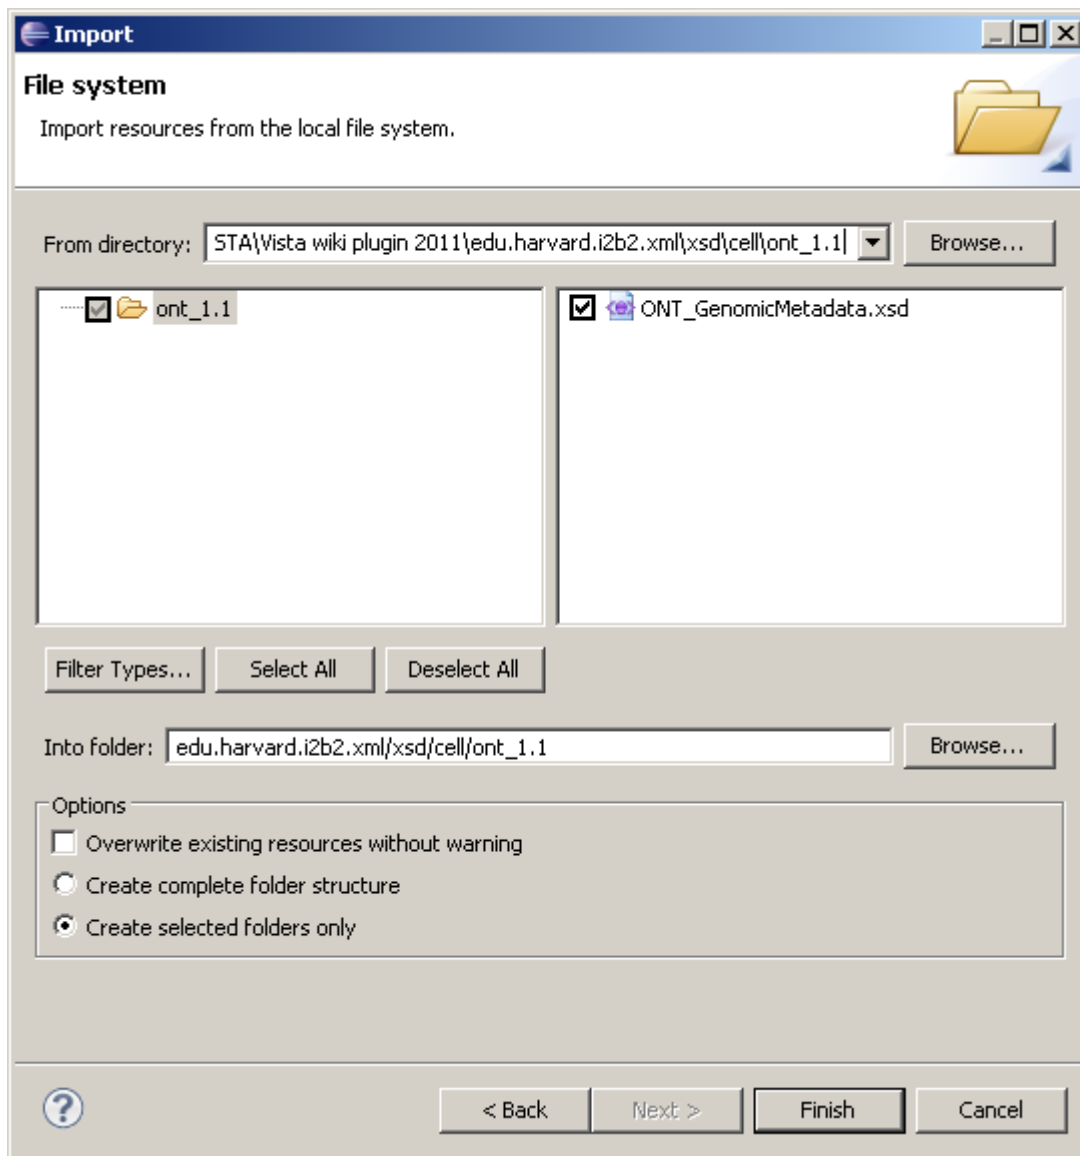 Import
File system
Import resources from the local file system.
From directory: STA\Vista wiki plugin 2011\edu.harvard.i2b2.xml\xsd\cell\ont_1.1 Browse...
ont_1.1 ONT_GenomicMetadata.xsd
Filter Types... Select All Deselect All
Into folder: edu.harvard.i2b2.xml/xsd/cell/ont_1.1 Browse...
Options
Overwrite existing resources without warning
Create complete folder structure
Create selected folders only
? < Back Next > Finish Cancel